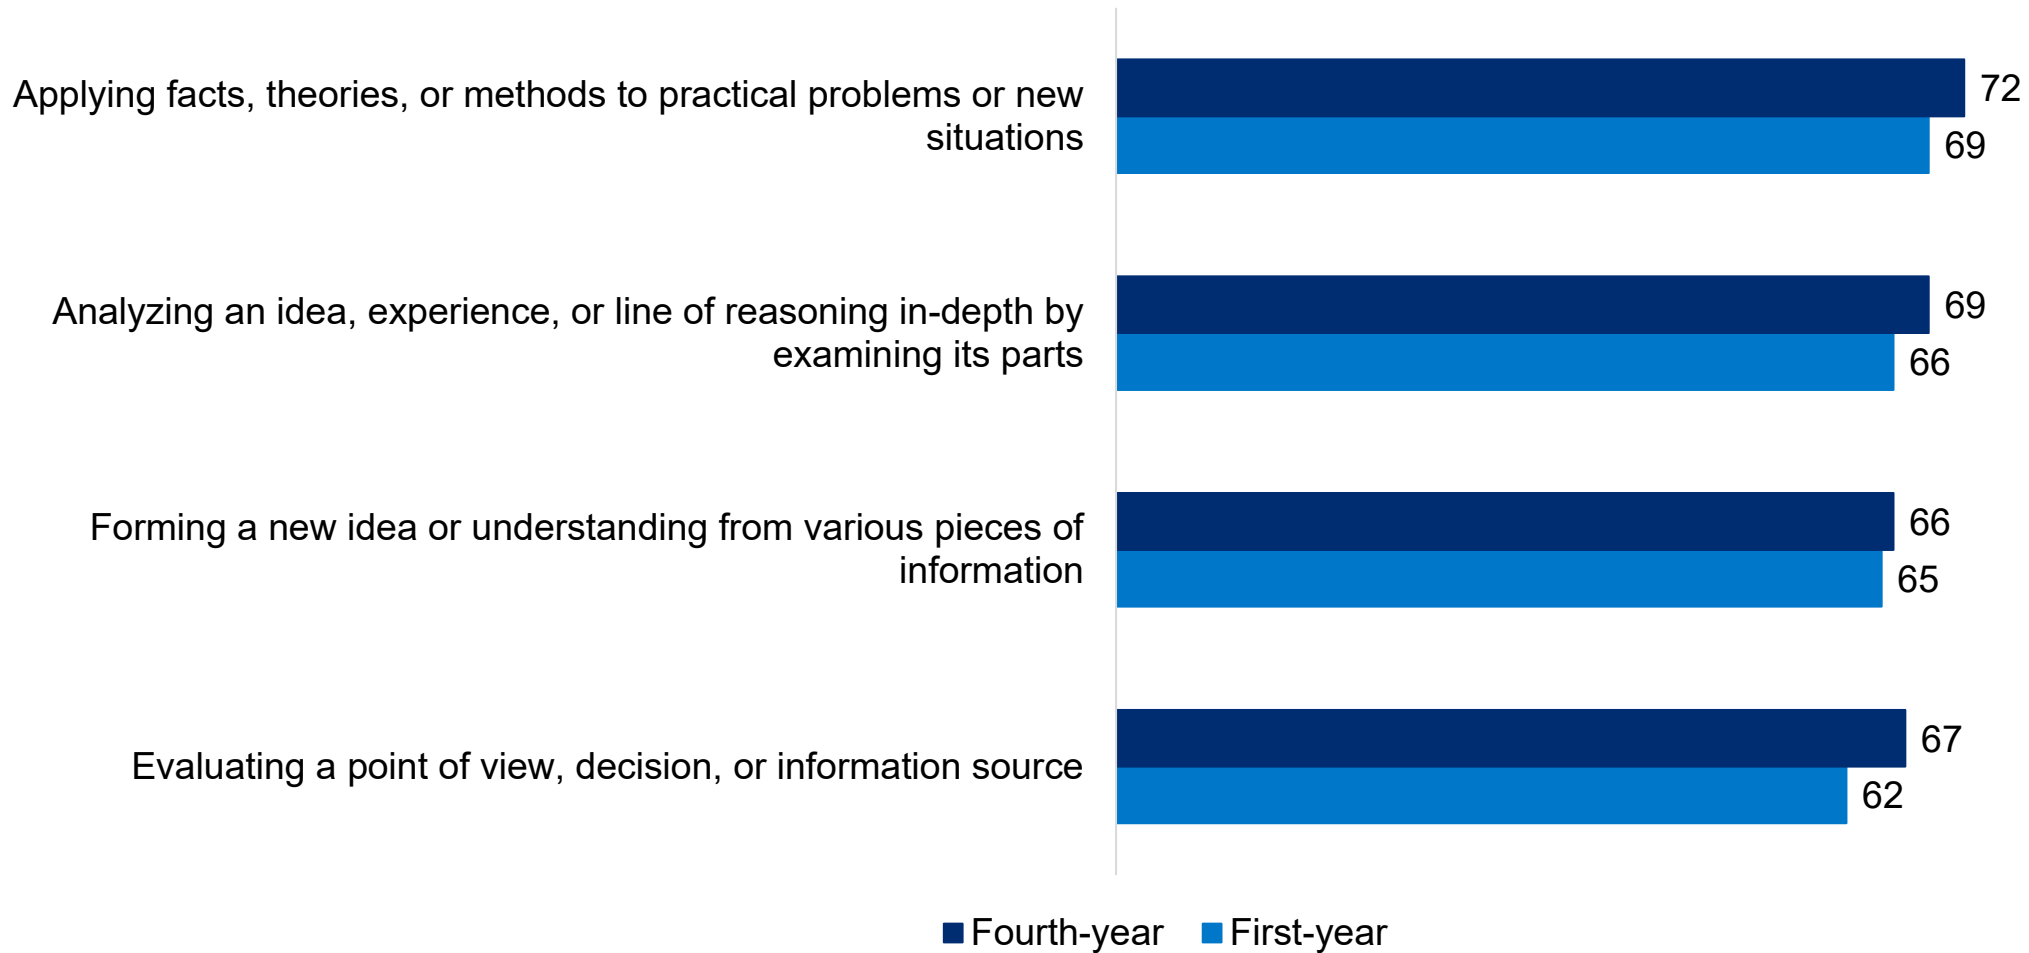 Applying facts, theories, or methods to practical problems or new
situations
72
69
Analyzing an idea, experience, or line of reasoning in-depth by
examining its parts
69
66
Forming a new idea or understanding from various pieces of
information
66
65
Evaluating a point of view, decision, or information source
67
62
Fourth-year
First-year